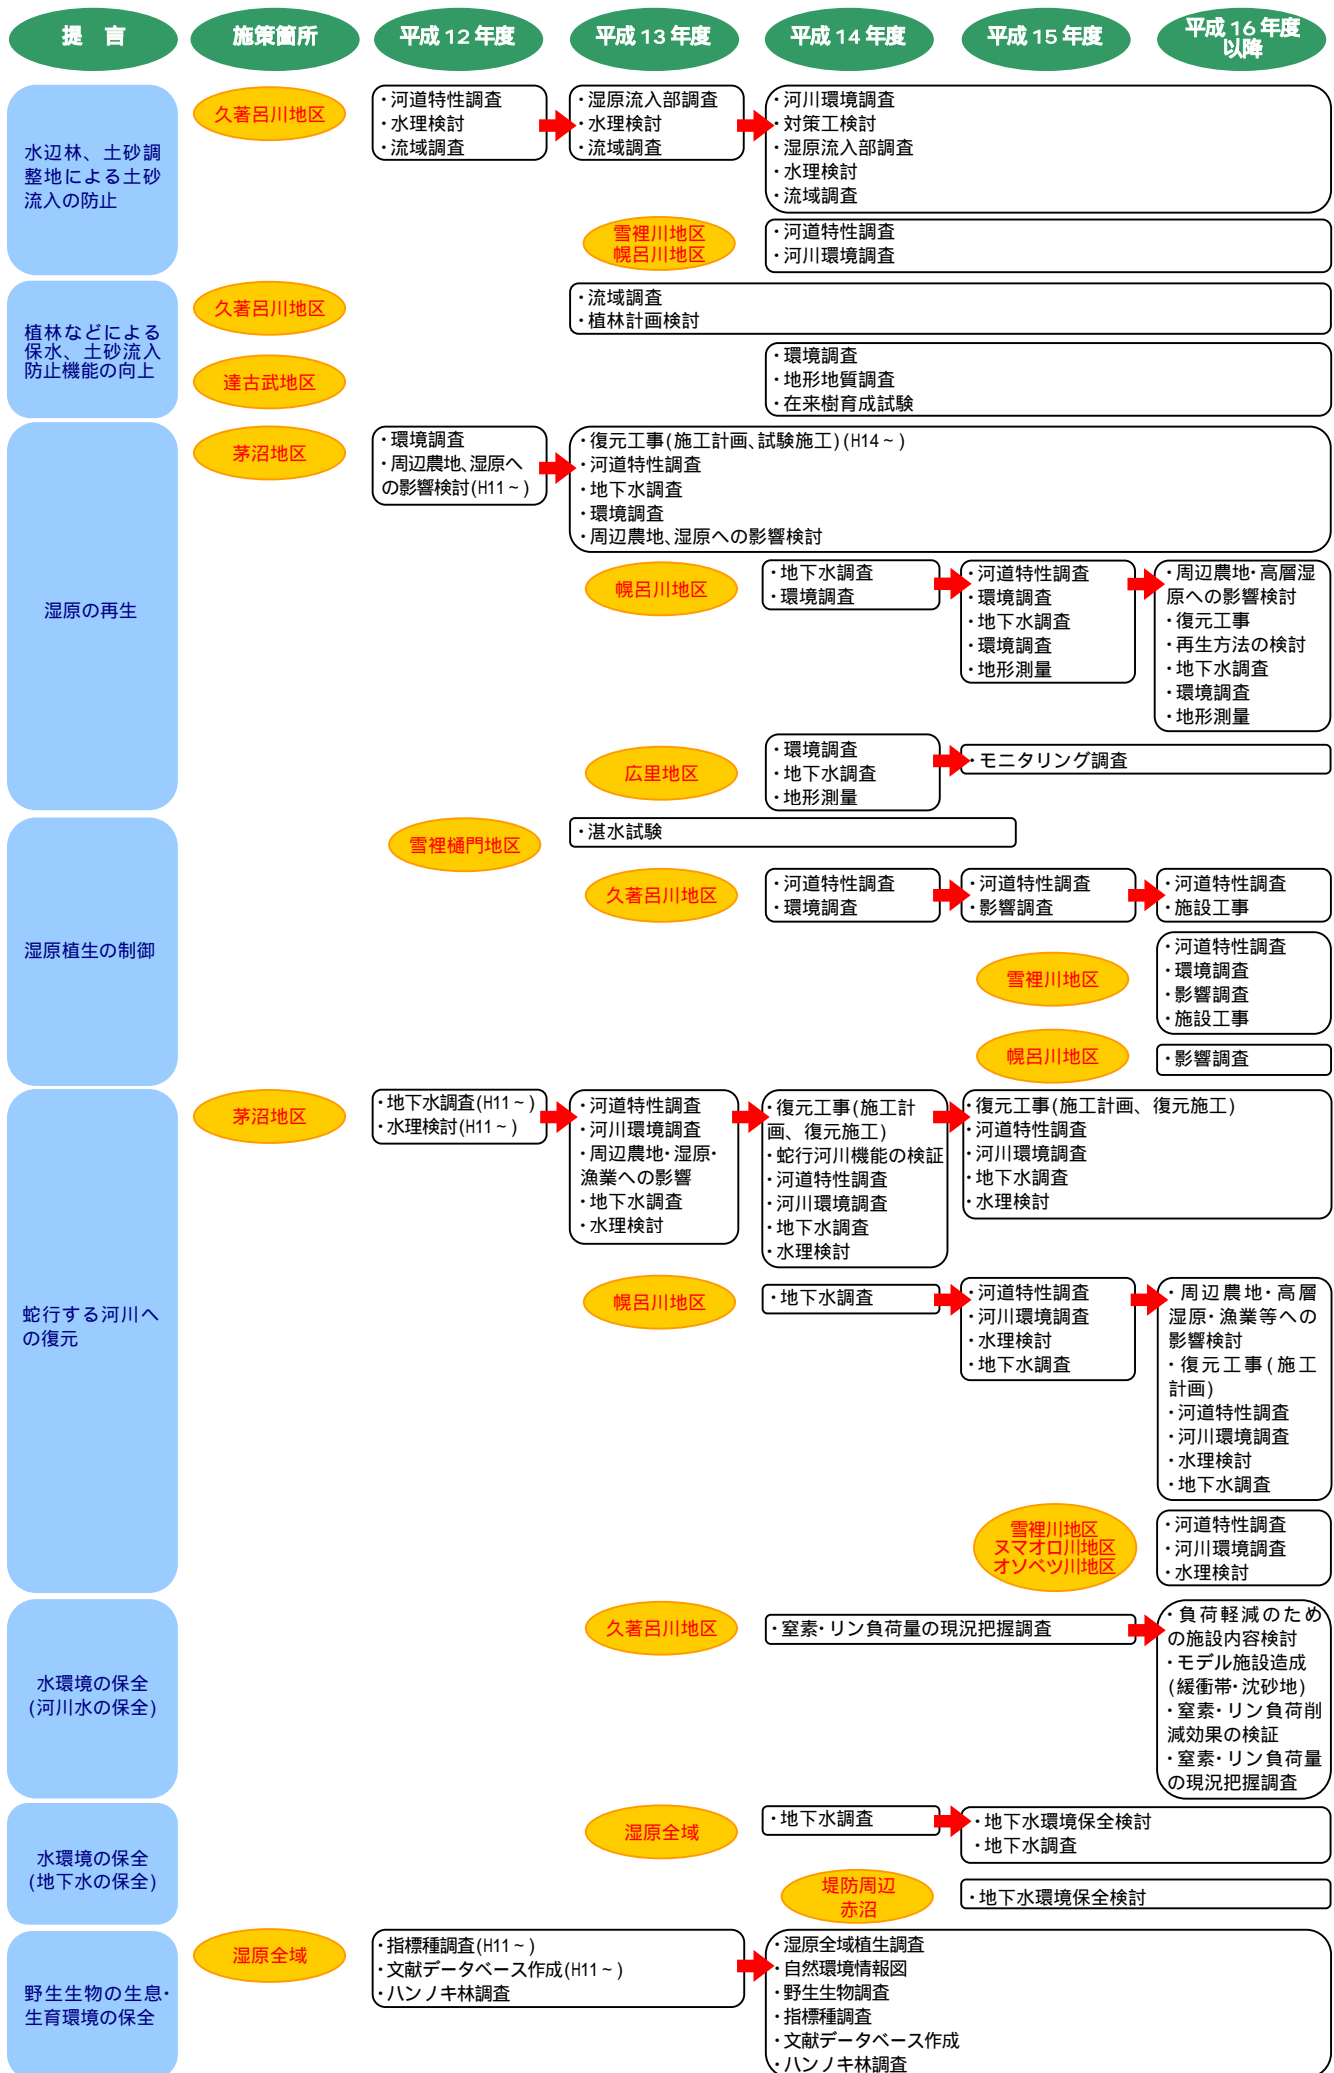 提 言
施策箇所
平成 12 年度
平成 13 年度
平成 14 年度
平成 15 年度
平成 16 年度
以降
水辺林、土砂調
整地による土砂
流入の防止
久著呂川地区
・河道特性調査
・水理検討
・流域調査
・湿原流入部調査
・水理検討
・流域調査
・河川環境調査
・対策工検討
・湿原流入部調査
・水理検討
・流域調査
雪裡川地区
幌呂川地区
・河道特性調査
・河川環境調査
植林などによる
保水、土砂流入
防止機能の向上
久著呂川地区
・流域調査
・植林計画検討
達古武地区
・環境調査
・地形地質調査
・在来樹育成試験
湿原の再生
茅沼地区
・環境調査
・周辺農地、湿原へ
の影響検討(H11～)
・復元工事(施工計画、試験施工)(H14～)
・河道特性調査
・地下水調査
・環境調査
・周辺農地、湿原への影響検討
幌呂川地区
・地下水調査
・環境調査
・河道特性調査
・環境調査
・地下水調査
・環境調査
・地形測量
・周辺農地・高層湿
原への影響検討
・復元工事
・再生方法の検討
・地下水調査
・環境調査
・地形測量
広里地区
・環境調査
・地下水調査
・地形測量
・モニタリング調査
湿原植生の制御
雪裡樋門地区
・湛水試験
久著呂川地区
・河道特性調査
・環境調査
・河道特性調査
・影響調査
・河道特性調査
・施設工事
雪裡川地区
・河道特性調査
・環境調査
・影響調査
・施設工事
幌呂川地区
・影響調査
蛇行する河川へ
の復元
茅沼地区
・地下水調査(H11～)
・水理検討(H11～)
・河道特性調査
・河川環境調査
・周辺農地・湿原・
漁業への影響
・地下水調査
・水理検討
・復元工事(施工計
画、復元施工)
・蛇行河川機能の検証
・河道特性調査
・河川環境調査
・地下水調査
・水理検討
・復元工事(施工計画、復元施工)
・河道特性調査
・河川環境調査
・地下水調査
・水理検討
幌呂川地区
・地下水調査
・河道特性調査
・河川環境調査
・水理検討
・地下水調査
・周辺農地・高層
湿原・漁業等への
影響検討
・復元工事(施工
計画)
・河道特性調査
・河川環境調査
・水理検討
・地下水調査
雪裡川地区
ヌマオロ川地区
オソベツ川地区
・河道特性調査
・河川環境調査
・水理検討
水環境の保全
(河川水の保全)
久著呂川地区
・窒素・リン負荷量の現況把握調査
・負荷軽減のため
の施設内容検討
・モデル施設造成
(緩衝帯・沈砂地)
・窒素・リン負荷削
減効果の検証
・窒素・リン負荷量
の現況把握調査
水環境の保全
(地下水の保全)
湿原全域
・地下水調査
・地下水環境保全検討
・地下水調査
堤防周辺
赤沼
・地下水環境保全検討
野生生物の生息・
生育環境の保全
湿原全域
・指標種調査(H11～)
・文献データベース作成(H11～)
・ハンノキ林調査
・湿原全域植生調査
・自然環境情報図
・野生生物調査
・指標種調査
・文献データベース作成
・ハンノキ林調査